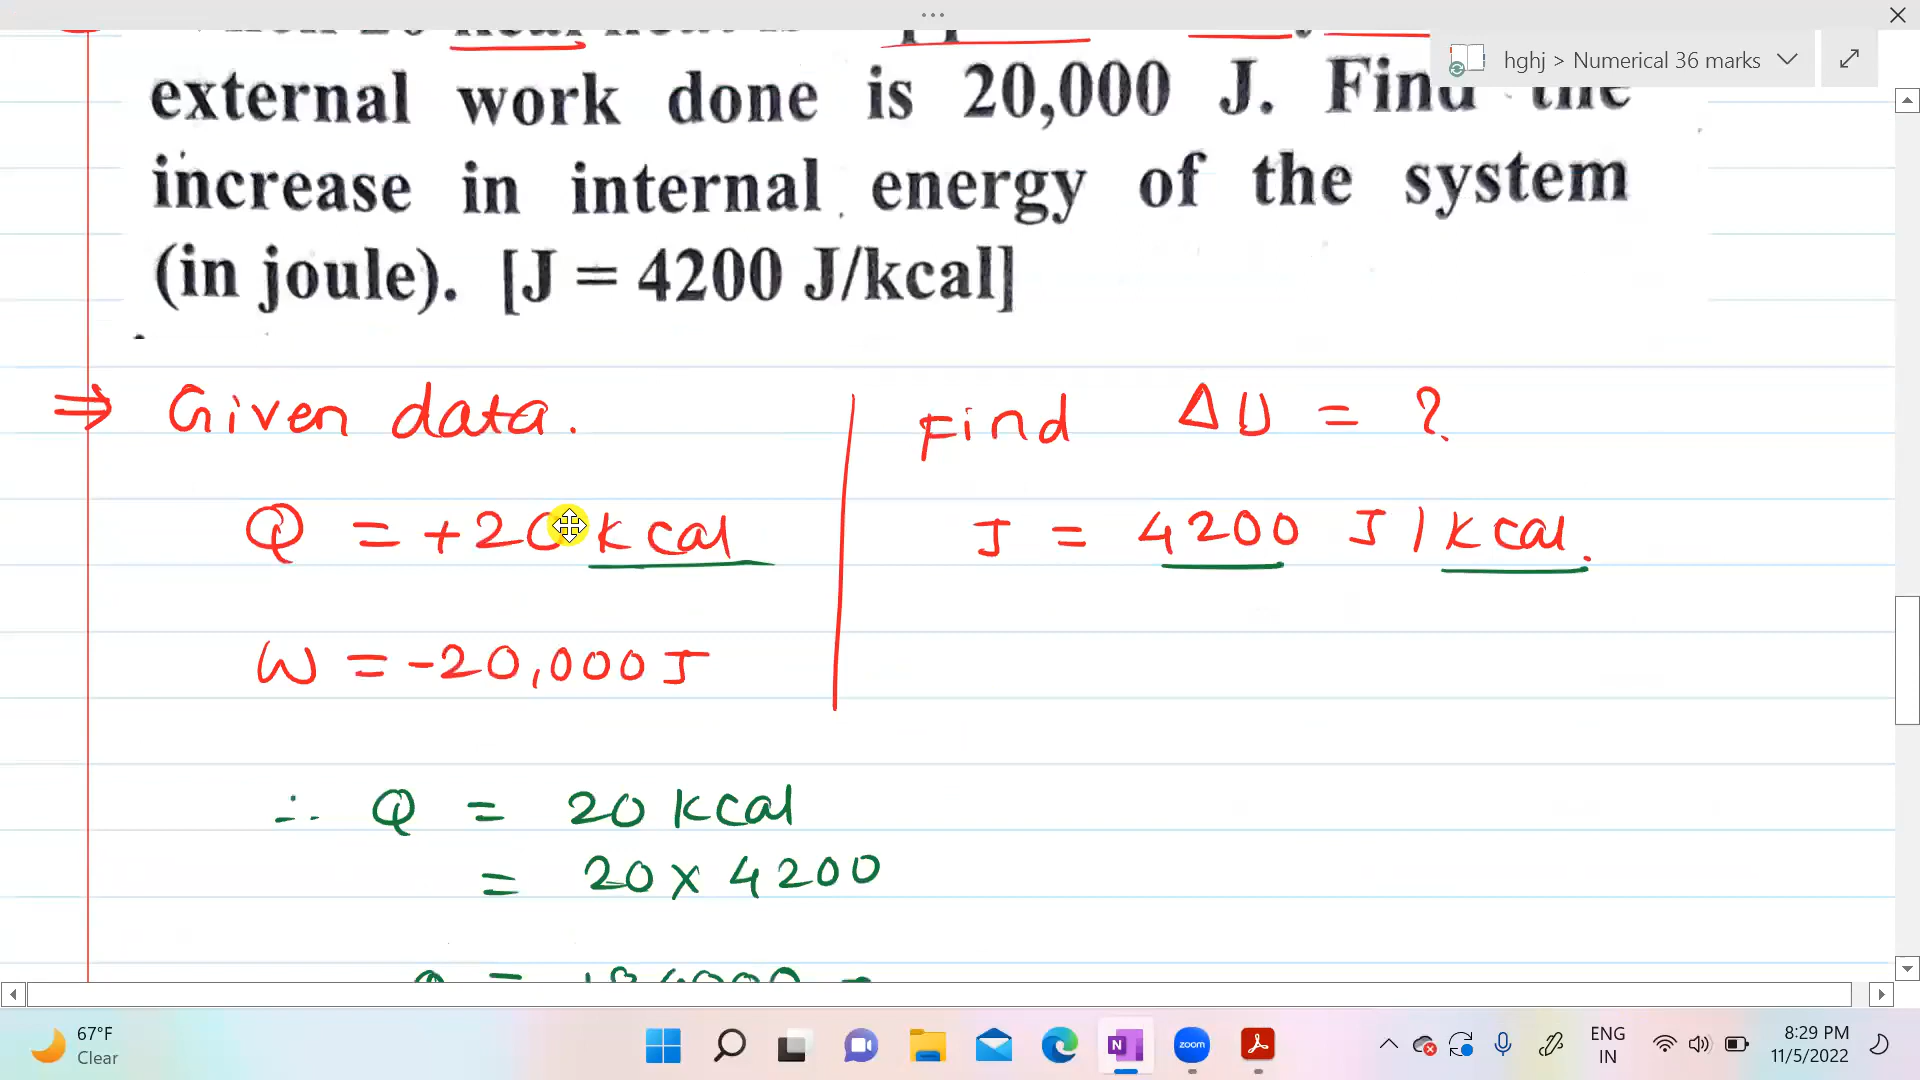 hghj > Numerical 36 marks
external work done is 20,000 J. Find the
increase in internal energy of the system
(in joule). [J = 4200 J/kcal]
⇒ Given data.
Find ΔU = ?
Q = +20 kcal
J = 4200 J/kcal.
W = -20,000 J
∴ Q = 20 kcal
= 20 × 4200
67°F
Clear
zoom
ENG
IN
8:29 PM
11/5/2022